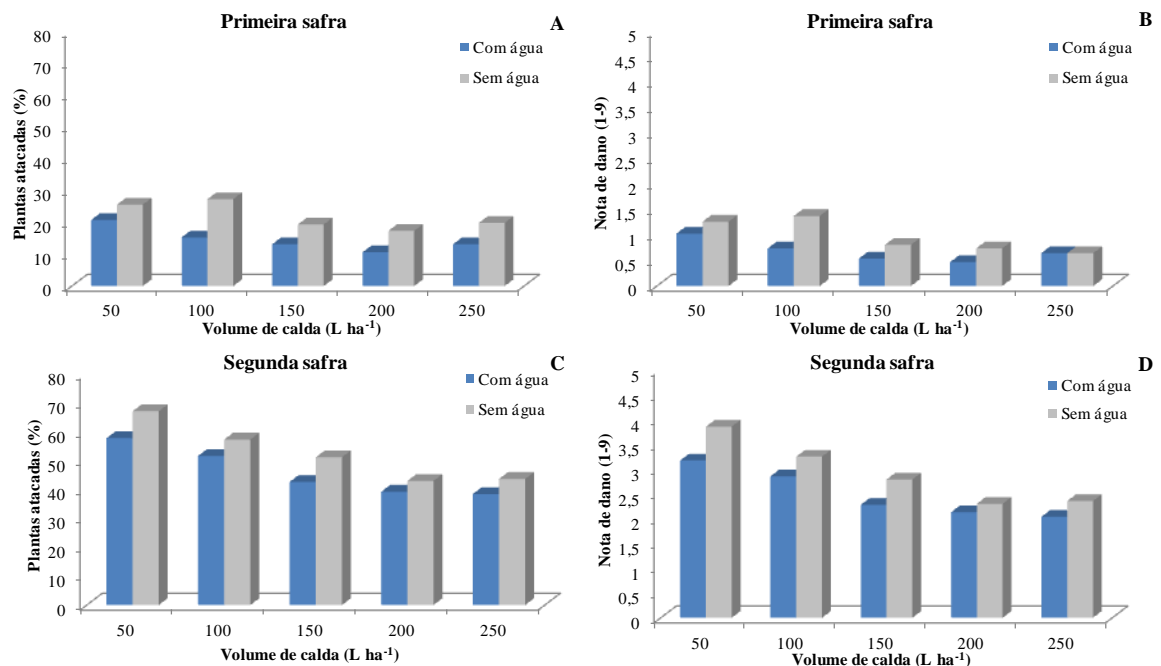 Primeira safra
A
Com água
Sem água
Plantas atacadas (%)
80
70
60
50
40
30
20
10
0
50 100 150 200 250
Volume de calda (L ha⁻¹)
Primeira safra
B
Com água
Sem água
Nota de dano (1-9)
5
4,5
4
3,5
3
2,5
2
1,5
1
0,5
0
50 100 150 200 250
Volume de calda (L ha⁻¹)
Segunda safra
C
Com água
Sem água
Plantas atacadas (%)
80
70
60
50
40
30
20
10
0
50 100 150 200 250
Volume de calda (L ha⁻¹)
Segunda safra
D
Com água
Sem água
Nota de dano (1-9)
5
4,5
4
3,5
3
2,5
2
1,5
1
0,5
0
50 100 150 200 250
Volume de calda (L ha⁻¹)